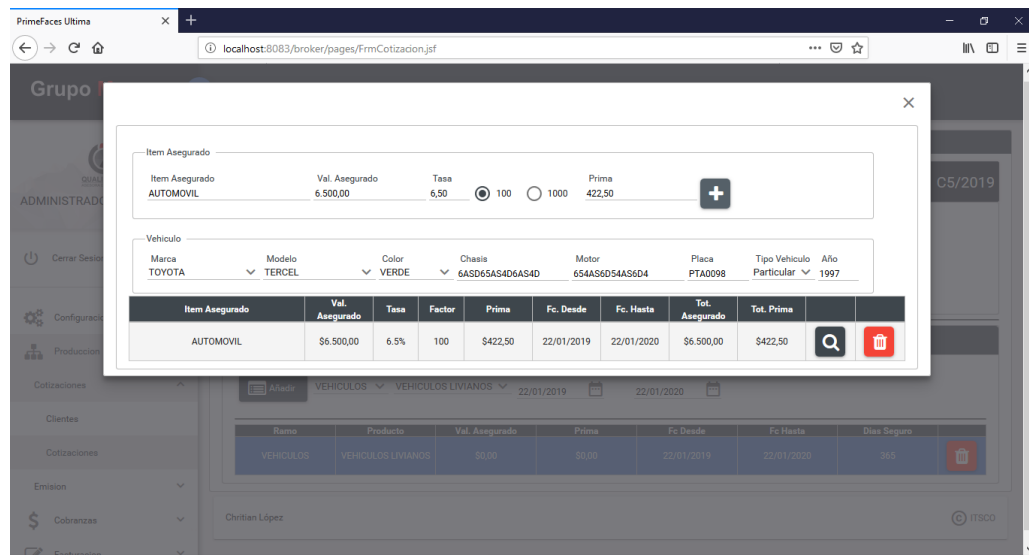 PrimeFaces Ultima
localhost:8083/broker/pages/FrmCotizacion.jsf
Grupo
Item Asegurado
Item Asegurado Val. Asegurado Tasa Prima
AUTOMOVIL 6.500,00 6,50 100 1000 422,50
C5/2019
ADMINISTRADO
Vehiculo
Marca Modelo Color Chasis Motor Placa Tipo Vehiculo Año
TOYOTA TERCEL VERDE 6ASD65AS4D6AS4D 654AS6D54AS6D4 PTA0098 Particular 1997
Cerrar Sesion
Item Asegurado Val. Asegurado Tasa Factor Prima Fc. Desde Fc. Hasta Tot. Asegurado Tot. Prima
AUTOMOVIL $6.500,00 6.5% 100 $422,50 22/01/2019 22/01/2020 $6.500,00 $422,50
Configuracio
Produccion
Cotizaciones
Añadir VEHICULOS VEHICULOS LIVIANOS 22/01/2019 22/01/2020
Clientes
Ramo Producto Val. Asegurado Prima Fc Desde Fc Hasta Dias Seguro
Cotizaciones
VEHICULOS VEHICULOS LIVIANOS $0,00 $0,00 22/01/2019 22/01/2020 365
Emision
Cobranzas
Chritian López
ITSCO